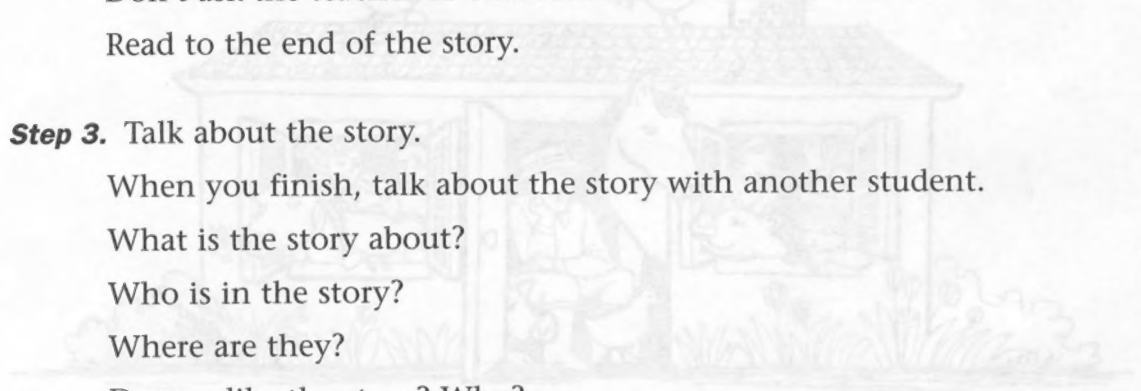 Read to the end of the story.
Step 3. Talk about the story.
When you finish, talk about the story with another student.
What is the story about?
Who is in the story?
Where are they?